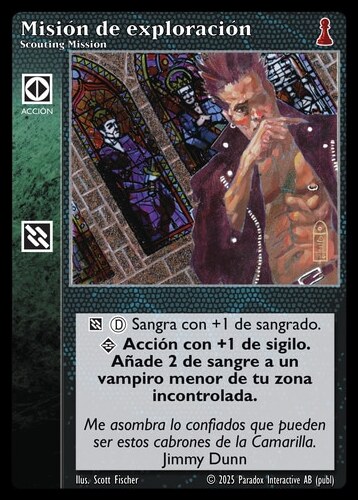 Misión de exploración
Scouting Mission
ACCIÓN
D Sangra con +1 de sangrado.
Acción con +1 de sigilo.
Añade 2 de sangre a un
vampiro menor de tu zona
incontrolada.
Me asombra lo confiados que pueden
ser estos cabrones de la Camarilla.
Jimmy Dunn
Ilus. Scott Fischer
© 2025 Paradox Interactive AB (publ)